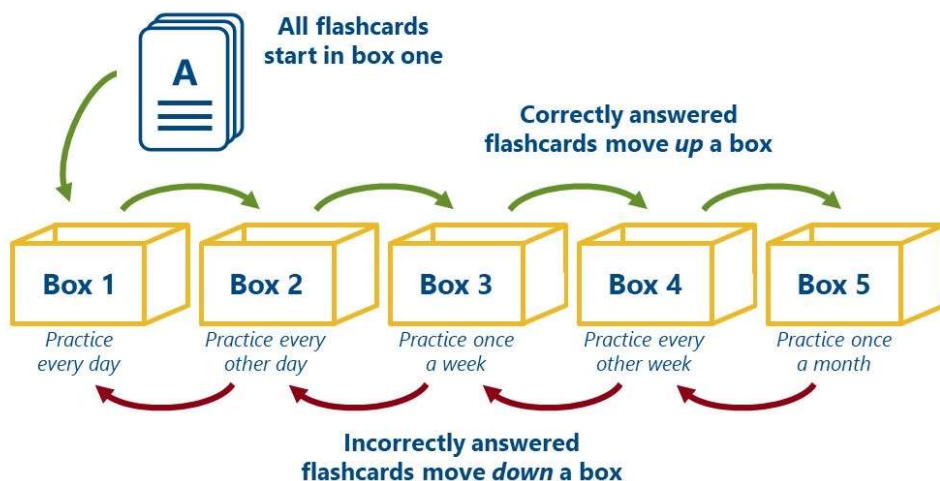 All flashcards
start in box one
A
Correctly answered
flashcards move up a box
Box 1
Box 2
Box 3
Box 4
Box 5
Practice
every day
Practice every
other day
Practice once
a week
Practice every
other week
Practice once
a month
Incorrectly answered
flashcards move down a box